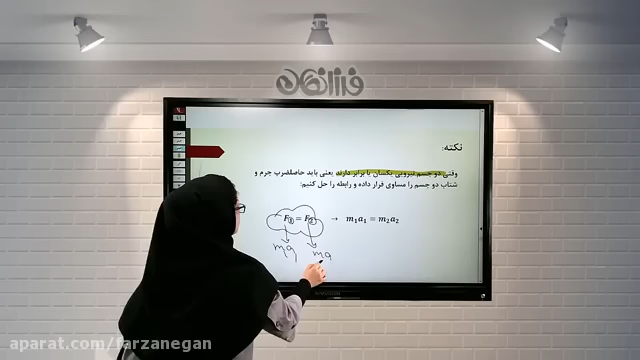 فرزانگان
نکته:
وقتی دو جسم نیرویی یکسان یا برابر دارند یعنی باید حاصلضرب جرم و
شتاب دو جسم را مساوی قرار داده و رابطه را حل کنیم:
F₁ = F₂ → m₁a₁ = m₂a₂
ma ma
aparat.com/farzanegan